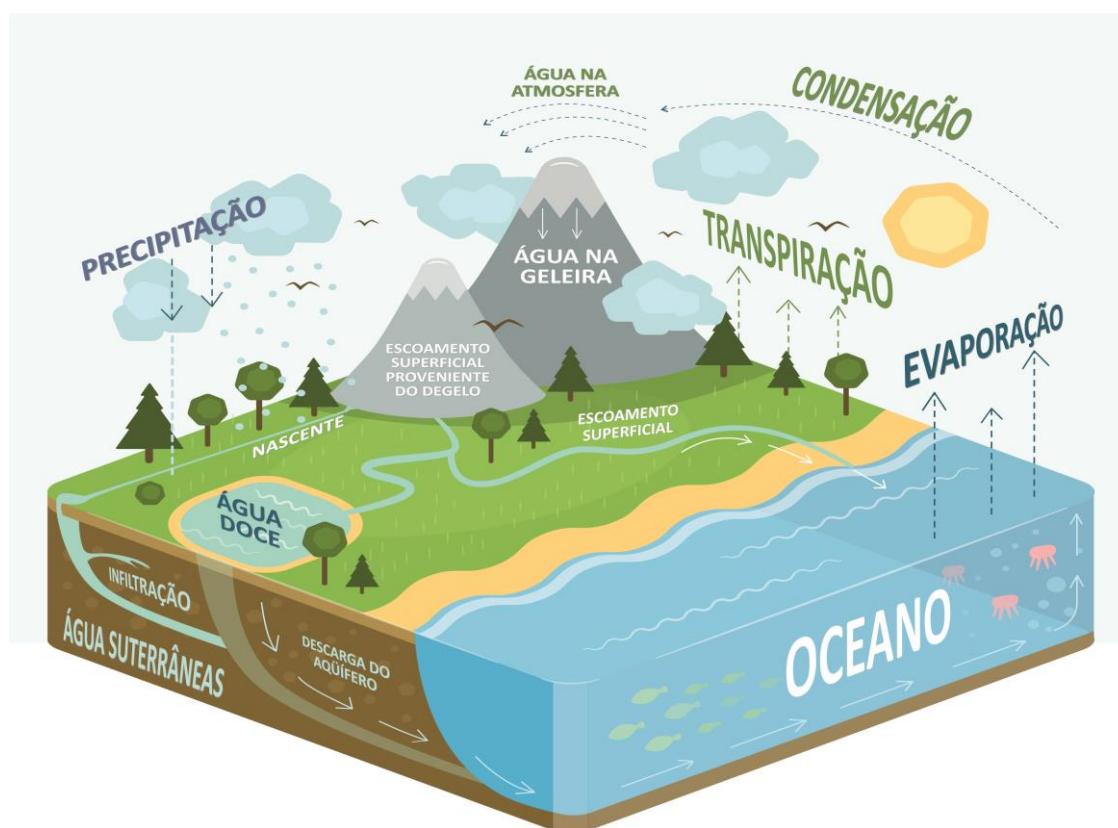 ÁGUA NA
ATMOSFERA
CONDENSAÇÃO
PRECIPITAÇÃO
TRANSPIRAÇÃO
ÁGUA NA
GELEIRA
EVAPORAÇÃO
ESCOAMENTO
SUPERFICIAL
PROVENIENTE
DO DEGELO
NASCENTE
ESCOAMENTO
SUPERFICIAL
ÁGUA
DOCE
INFILTRAÇÃO
ÁGUA SUTERRÂNEAS
DESCARGA DO
AQÜÍFERO
OCEANO